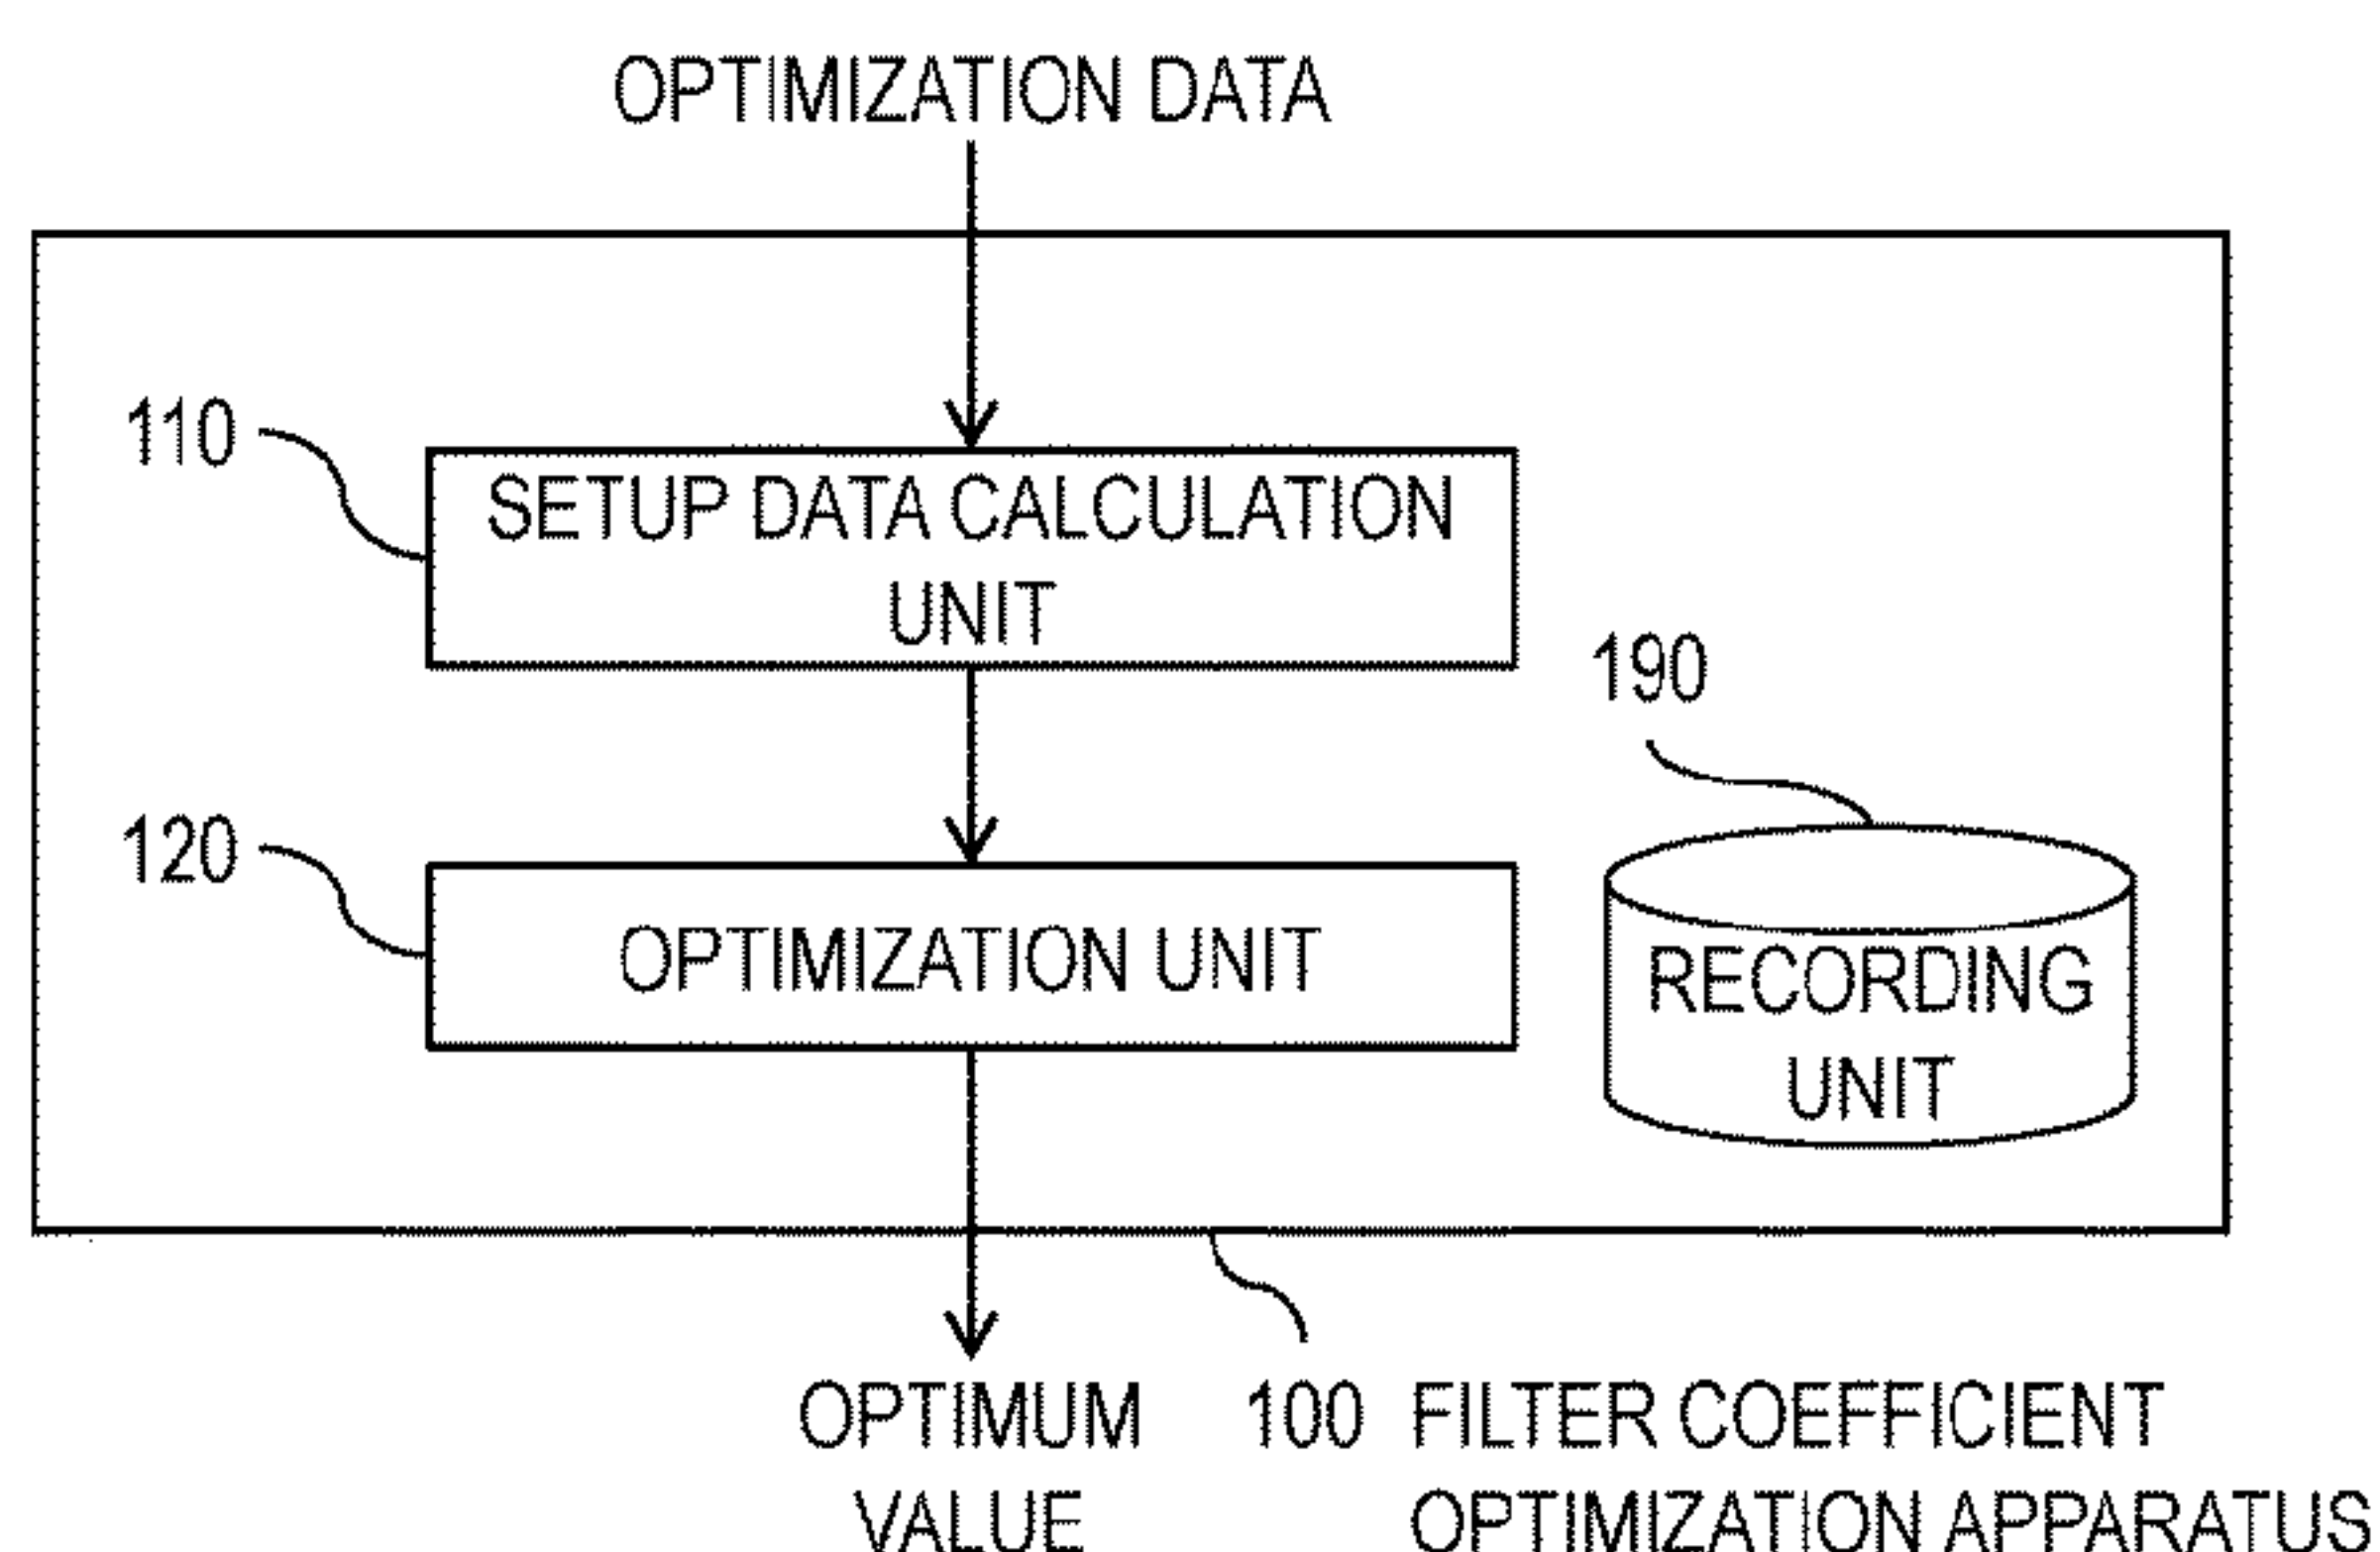 OPTIMIZATION DATA
110
SETUP DATA CALCULATION
UNIT
190
120
OPTIMIZATION UNIT
RECORDING
UNIT
OPTIMUM
VALUE
100 FILTER COEFFICIENT
OPTIMIZATION APPARATUS